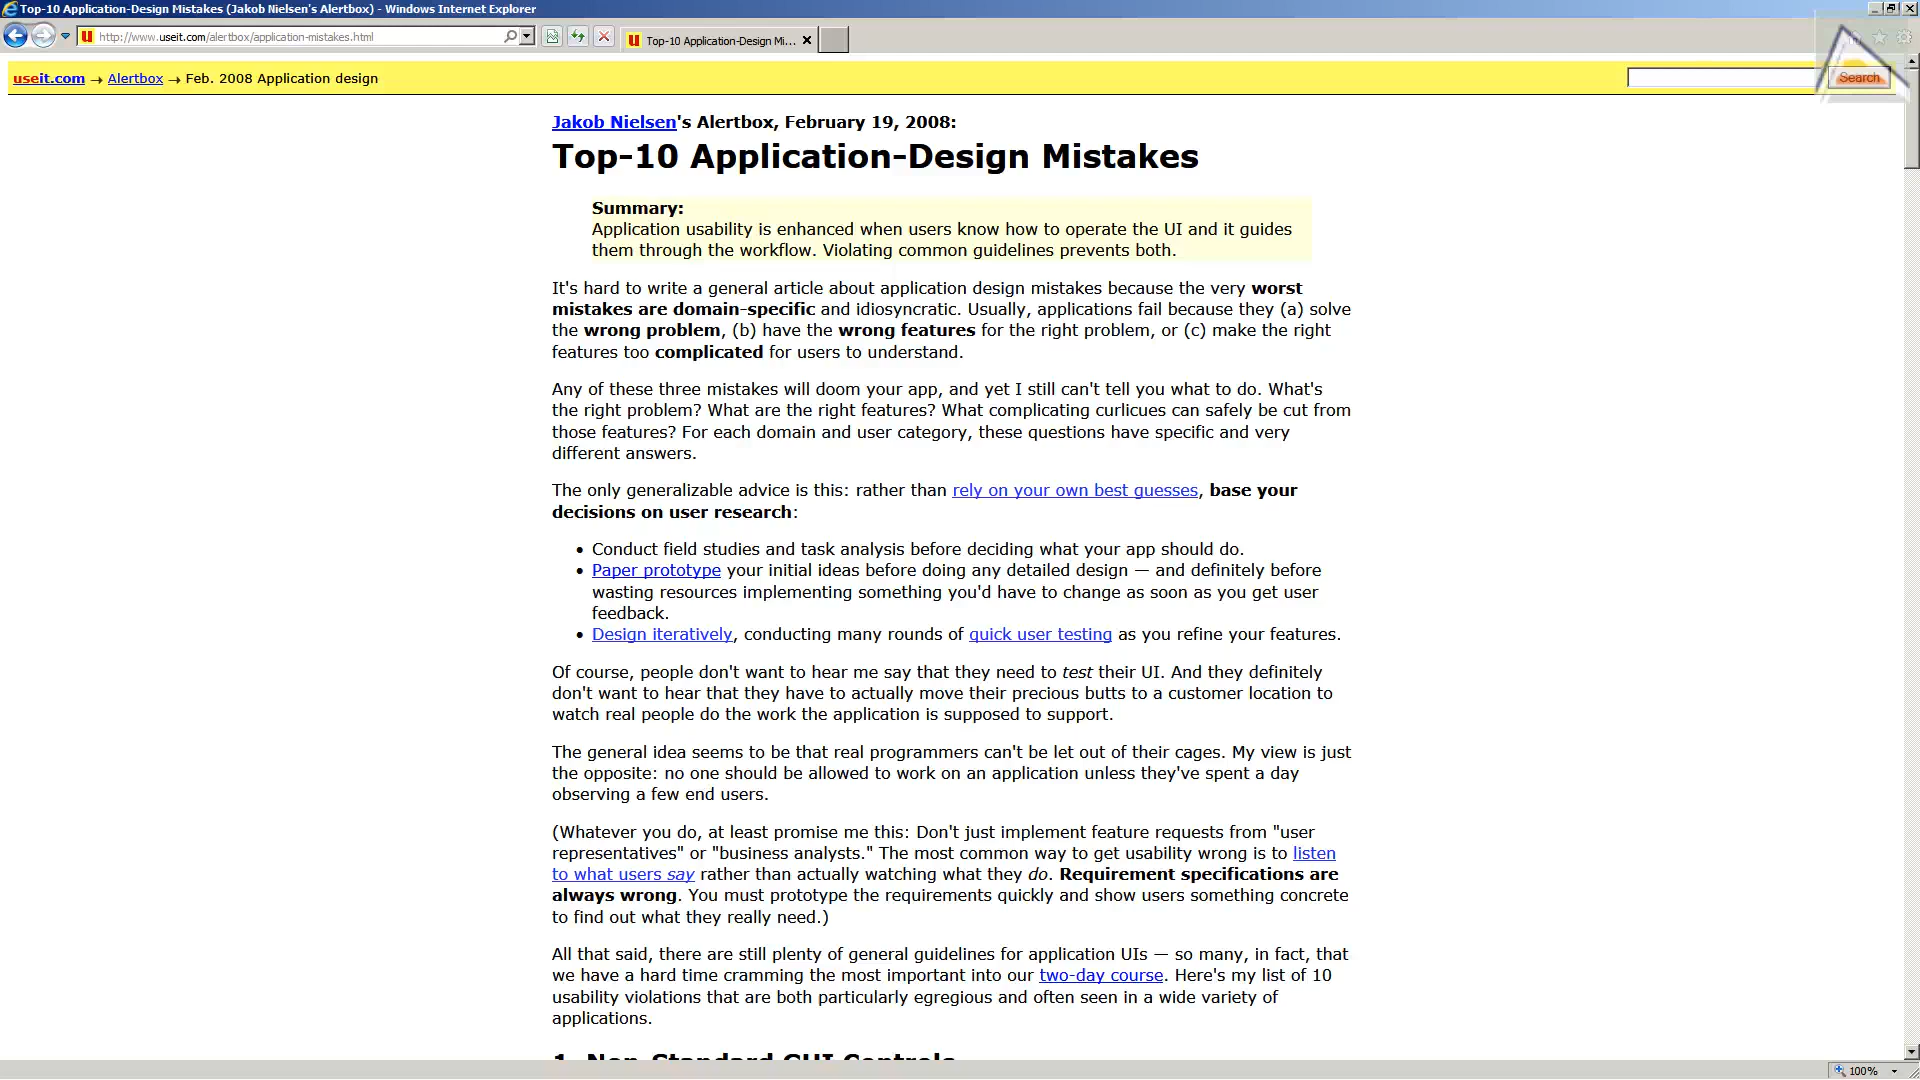 Top-10 Application-Design Mistakes (Jakob Nielsen's Alertbox) - Windows Internet Explorer
http://www.useit.com/alertbox/application-mistakes.html
Top-10 Application-Design Mi...
useit.com → Alertbox → Feb. 2008 Application design
Search
Jakob Nielsen's Alertbox, February 19, 2008:
Top-10 Application-Design Mistakes
Summary:
Application usability is enhanced when users know how to operate the UI and it guides
them through the workflow. Violating common guidelines prevents both.
It's hard to write a general article about application design mistakes because the very worst
mistakes are domain-specific and idiosyncratic. Usually, applications fail because they (a) solve
the wrong problem, (b) have the wrong features for the right problem, or (c) make the right
features too complicated for users to understand.
Any of these three mistakes will doom your app, and yet I still can't tell you what to do. What's
the right problem? What are the right features? What complicating curlicues can safely be cut from
those features? For each domain and user category, these questions have specific and very
different answers.
The only generalizable advice is this: rather than rely on your own best guesses, base your
decisions on user research:
• Conduct field studies and task analysis before deciding what your app should do.
• Paper prototype your initial ideas before doing any detailed design — and definitely before
wasting resources implementing something you'd have to change as soon as you get user
feedback.
• Design iteratively, conducting many rounds of quick user testing as you refine your features.
Of course, people don't want to hear me say that they need to test their UI. And they definitely
don't want to hear that they have to actually move their precious butts to a customer location to
watch real people do the work the application is supposed to support.
The general idea seems to be that real programmers can't be let out of their cages. My view is just
the opposite: no one should be allowed to work on an application unless they've spent a day
observing a few end users.
(Whatever you do, at least promise me this: Don't just implement feature requests from "user
representatives" or "business analysts." The most common way to get usability wrong is to listen
to what users say rather than actually watching what they do. Requirement specifications are
always wrong. You must prototype the requirements quickly and show users something concrete
to find out what they really need.)
All that said, there are still plenty of general guidelines for application UIs — so many, in fact, that
we have a hard time cramming the most important into our two-day course. Here's my list of 10
usability violations that are both particularly egregious and often seen in a wide variety of
applications.
1. Non-Standard GUI Controls
100%